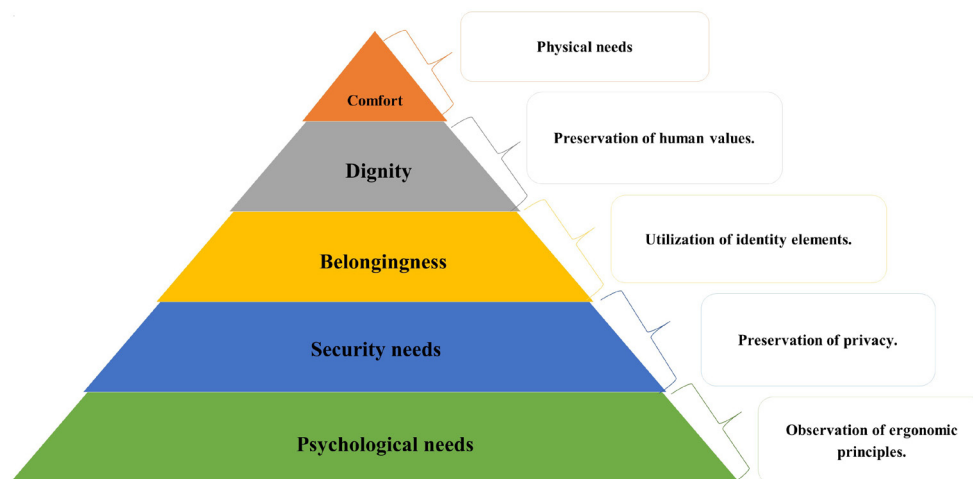 Physical needs
Comfort
Preservation of human values.
Dignity
Utilization of identity elements.
Belongingness
Preservation of privacy.
Security needs
Observation of ergonomic
principles.
Psychological needs